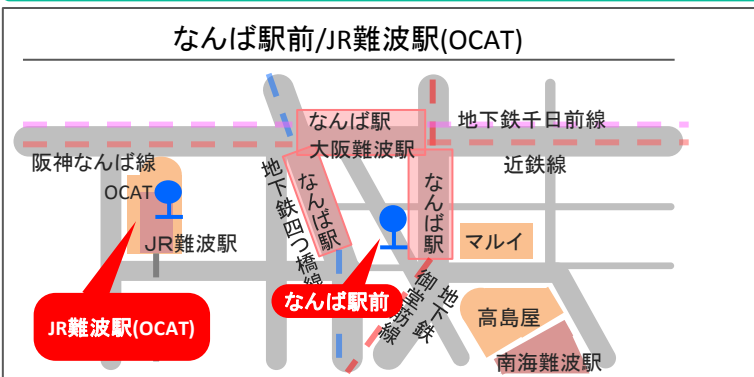 なんば駅前/JR難波駅(OCAT)
なんば駅
地下鉄千日前線
大阪難波駅
阪神なんば線
近鉄線
OCAT
地下鉄四つ橋線
なんば駅
なんば駅
マルイ
JR難波駅
なんば駅前
地下鉄
御堂筋線
JR難波駅(OCAT)
高島屋
南海難波駅